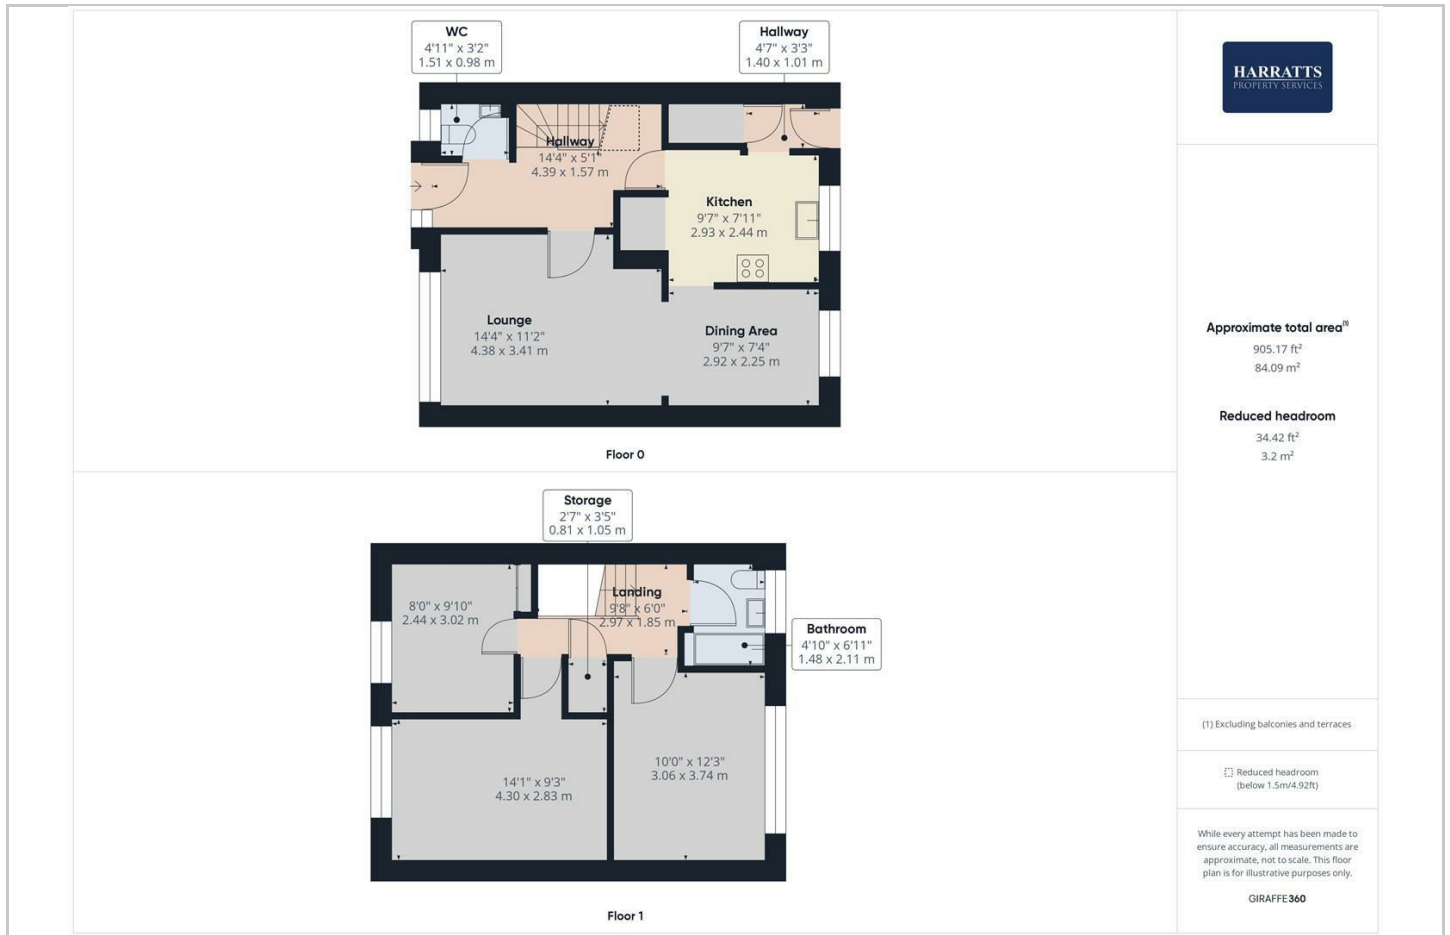 WC
4'11" x 3'2"
1.51 x 0.98 m
Hallway
4'7" x 3'3"
1.40 x 1.01 m
Hallway
14'4" x 5'1"
4.39 x 1.57 m
Kitchen
9'7" x 7'11"
2.93 x 2.44 m
Lounge
14'4" x 11'2"
4.38 x 3.41 m
Dining Area
9'7" x 7'4"
2.92 x 2.25 m
Floor 0
Storage
2'7" x 3'5"
0.81 x 1.05 m
8'0" x 9'10"
2.44 x 3.02 m
Landing
9'8" x 6'0"
2.97 x 1.85 m
Bathroom
4'10" x 6'11"
1.48 x 2.11 m
14'1" x 9'3"
4.30 x 2.83 m
10'0" x 12'3"
3.06 x 3.74 m
Floor 1
HARRATTS
PROPERTY SERVICES
Approximate total area(1)
905.17 ft²
84.09 m²
Reduced headroom
34.42 ft²
3.2 m²
(1) Excluding balconies and terraces
Reduced headroom
(below 1.5m/4.92ft)
While every attempt has been made to
ensure accuracy, all measurements are
approximate, not to scale. This floor
plan is for illustrative purposes only.
GIRAFFE360